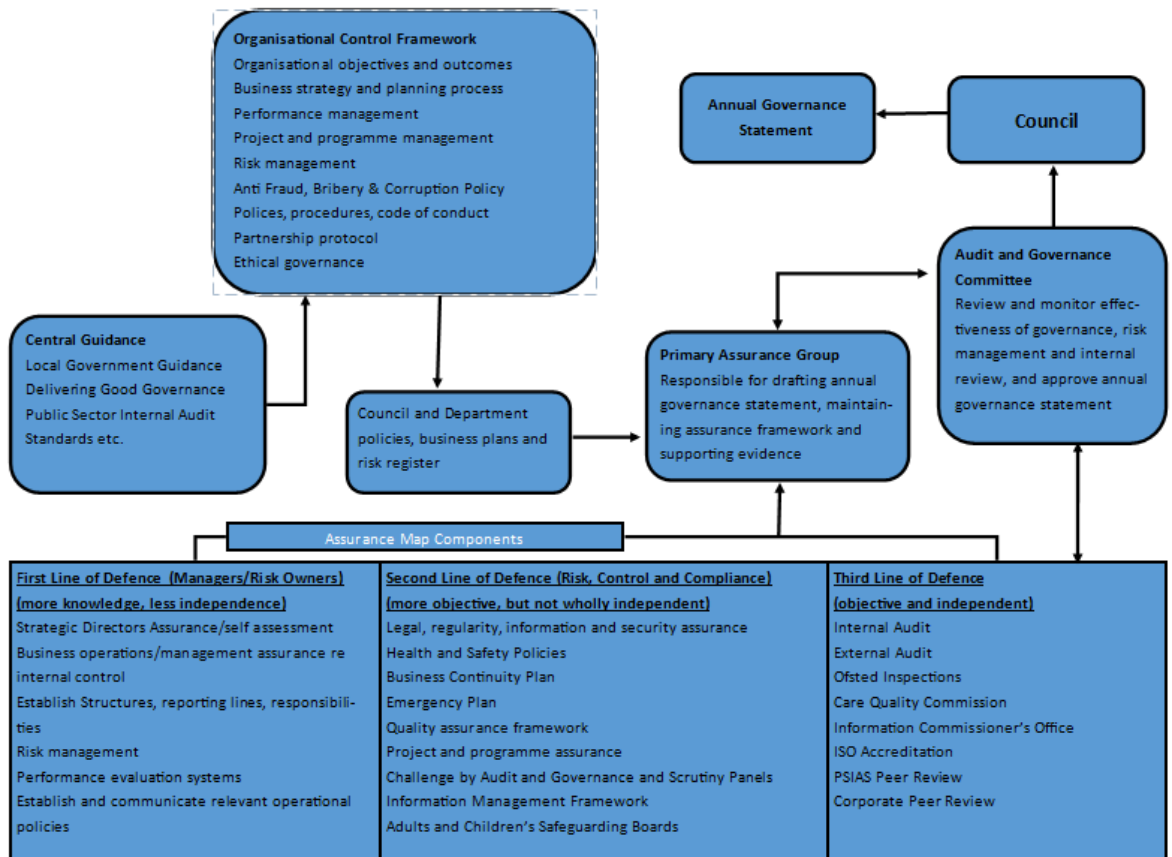 Organisational Control Framework
Organisational objectives and outcomes
Business strategy and planning process
Performance management
Project and programme management
Risk management
Anti Fraud, Bribery & Corruption Policy
Polices, procedures, code of conduct
Partnership protocol
Ethical governance
Annual Governance
Statement
Council
Audit and Governance
Committee
Review and monitor effec-
tiveness of governance, risk
management and internal
review, and approve annual
governance statement
Central Guidance
Local Government Guidance
Delivering Good Governance
Public Sector Internal Audit
Standards etc.
Council and Department
policies, business plans and
risk register
Primary Assurance Group
Responsible for drafting annual
governance statement, maintain-
ing assurance framework and
supporting evidence
Assurance Map Components
First Line of Defence (Managers/Risk Owners)
(more knowledge, less independence)
Strategic Directors Assurance/self assessment
Business operations/management assurance re
internal control
Establish Structures, reporting lines, responsibili-
ties
Risk management
Performance evaluation systems
Establish and communicate relevant operational
policies
Second Line of Defence (Risk, Control and Compliance)
(more objective, but not wholly independent)
Legal, regularity, information and security assurance
Health and Safety Policies
Business Continuity Plan
Emergency Plan
Quality assurance framework
Project and programme assurance
Challenge by Audit and Governance and Scrutiny Panels
Information Management Framework
Adults and Children's Safeguarding Boards
Third Line of Defence
(objective and independent)
Internal Audit
External Audit
Ofsted Inspections
Care Quality Commission
Information Commissioner's Office
ISO Accreditation
PSIAS Peer Review
Corporate Peer Review